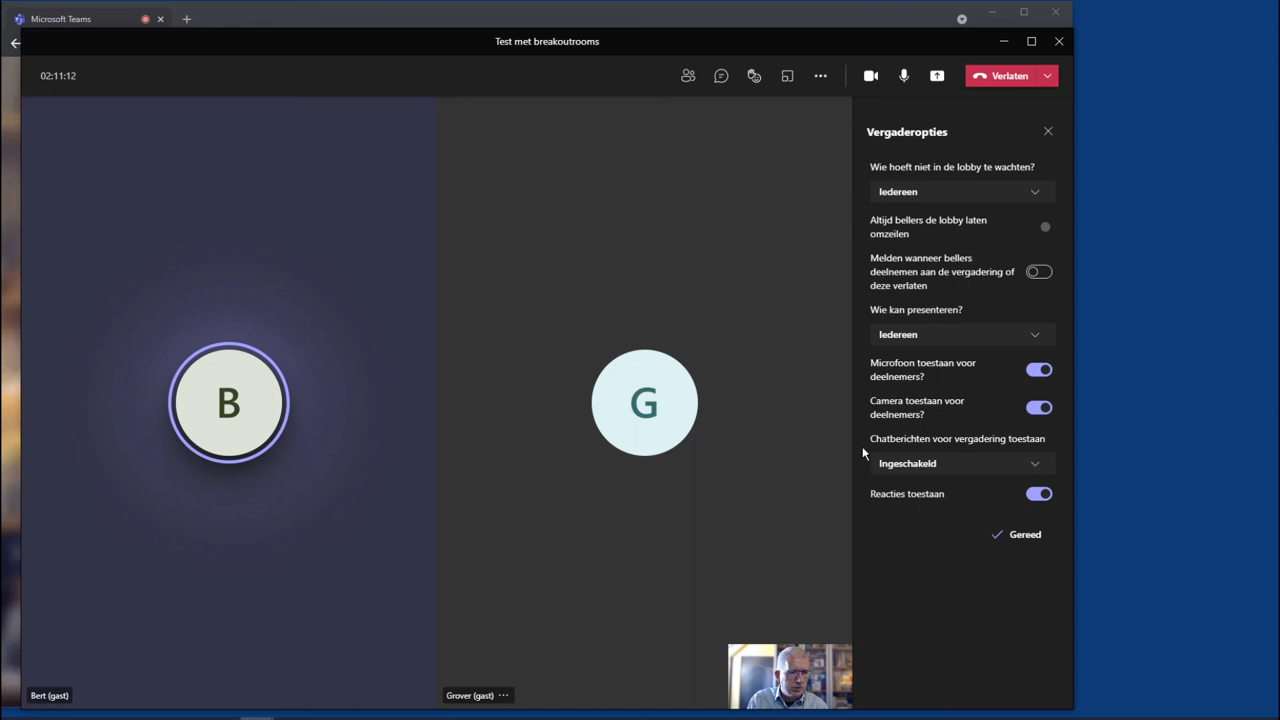 Microsoft Teams
Test met breakoutrooms
02:11:12
Verlaten
Vergaderopties
Wie hoeft niet in de lobby te wachten?
Iedereen
Altijd bellers de lobby laten
omzeilen
Melden wanneer bellers
deelnemen aan de vergadering of
deze verlaten
Wie kan presenteren?
Iedereen
Microfoon toestaan voor
deelnemers?
Camera toestaan voor
deelnemers?
Chatberichten voor vergadering toestaan
Ingeschakeld
Reacties toestaan
Gereed
B
G
Bert (gast)
Grover (gast)